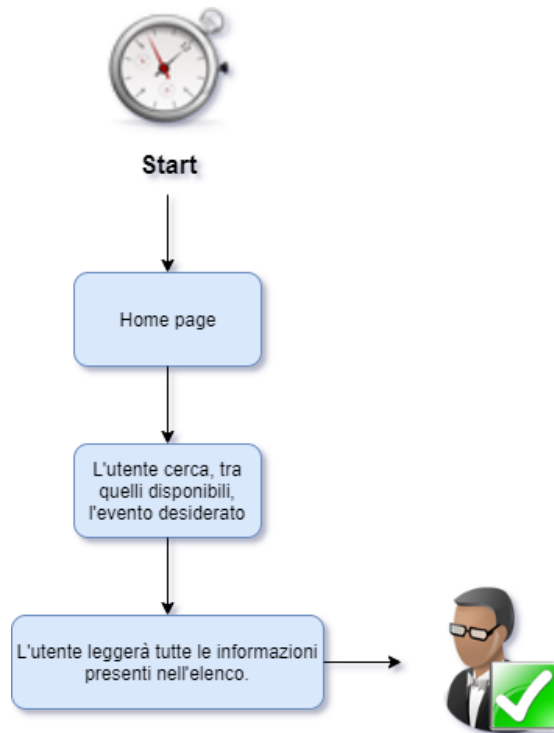 Start
Home page
L'utente cerca, tra
quelli disponibili,
l'evento desiderato
L'utente leggerà tutte le informazioni
presenti nell'elenco.